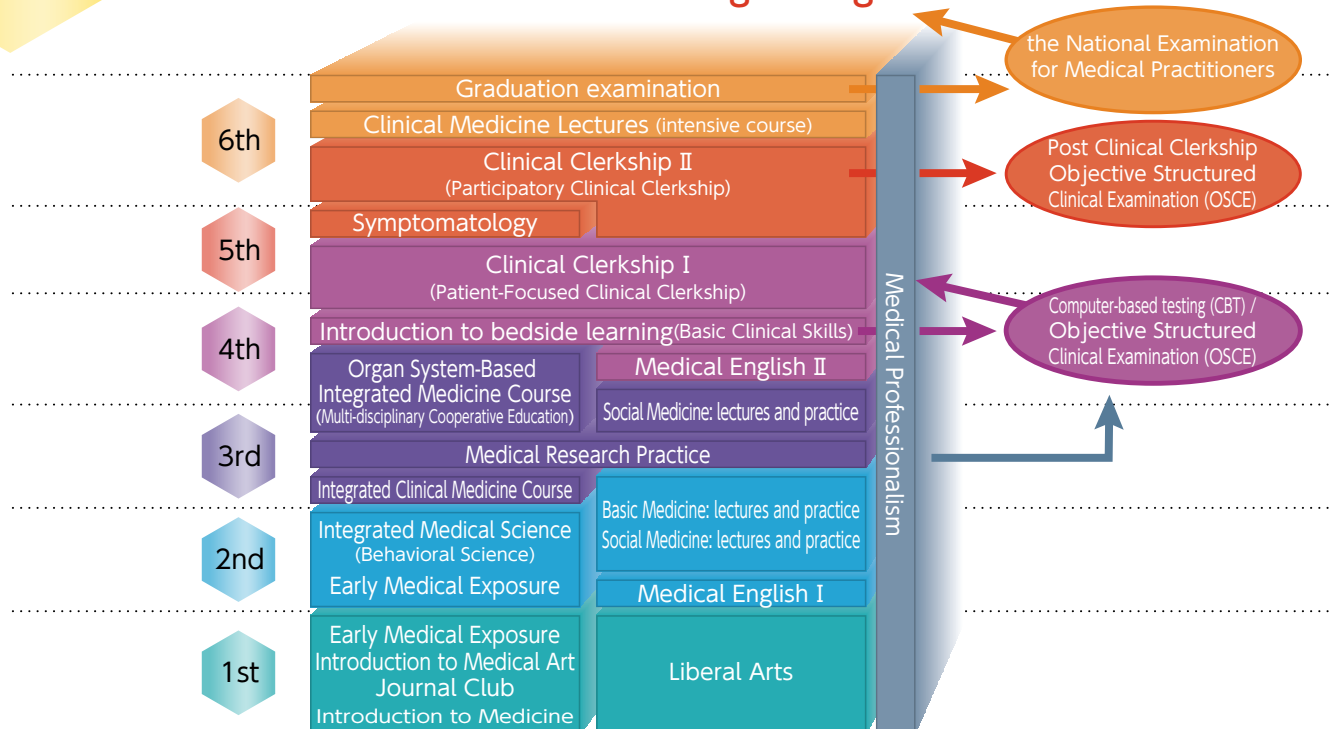 the National Examination
for Medical Practitioners
Graduation examination
Clinical Medicine Lectures (intensive course)
6th
Clinical Clerkship Ⅱ
(Participatory Clinical Clerkship)
Post Clinical Clerkship
Objective Structured
Clinical Examination (OSCE)
Symptomatology
5th
Clinical Clerkship Ⅰ
(Patient-Focused Clinical Clerkship)
Introduction to bedside learning(Basic Clinical Skills)
Computer-based testing (CBT) /
Objective Structured
Clinical Examination (OSCE)
4th
Organ System-Based
Integrated Medicine Course
(Multi-disciplinary Cooperative Education)
Medical English Ⅱ
Social Medicine: lectures and practice
Medical Professionalism
3rd
Medical Research Practice
Integrated Clinical Medicine Course
Basic Medicine: lectures and practice
Social Medicine: lectures and practice
2nd
Integrated Medical Science
(Behavioral Science)
Early Medical Exposure
Medical English Ⅰ
1st
Early Medical Exposure
Introduction to Medical Art
Journal Club
Introduction to Medicine
Liberal Arts